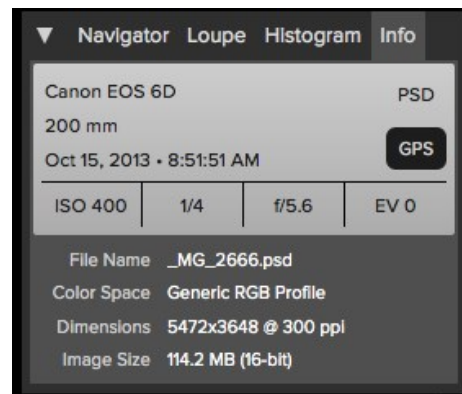 ▼ Navigator Loupe Histogram Info
Canon EOS 6D PSD
200 mm
GPS
Oct 15, 2013 • 8:51:51 AM
ISO 400 1/4 f/5.6 EV 0
File Name _MG_2666.psd
Color Space Generic RGB Profile
Dimensions 5472x3648 @ 300 ppi
Image Size 114.2 MB (16-bit)